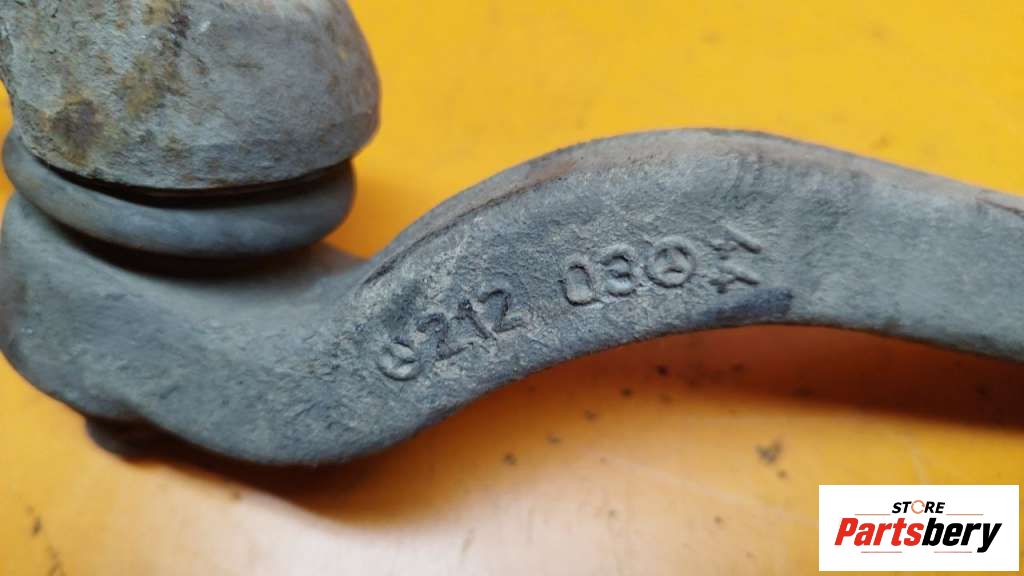 212 03 A
A
STORE
Partsbery